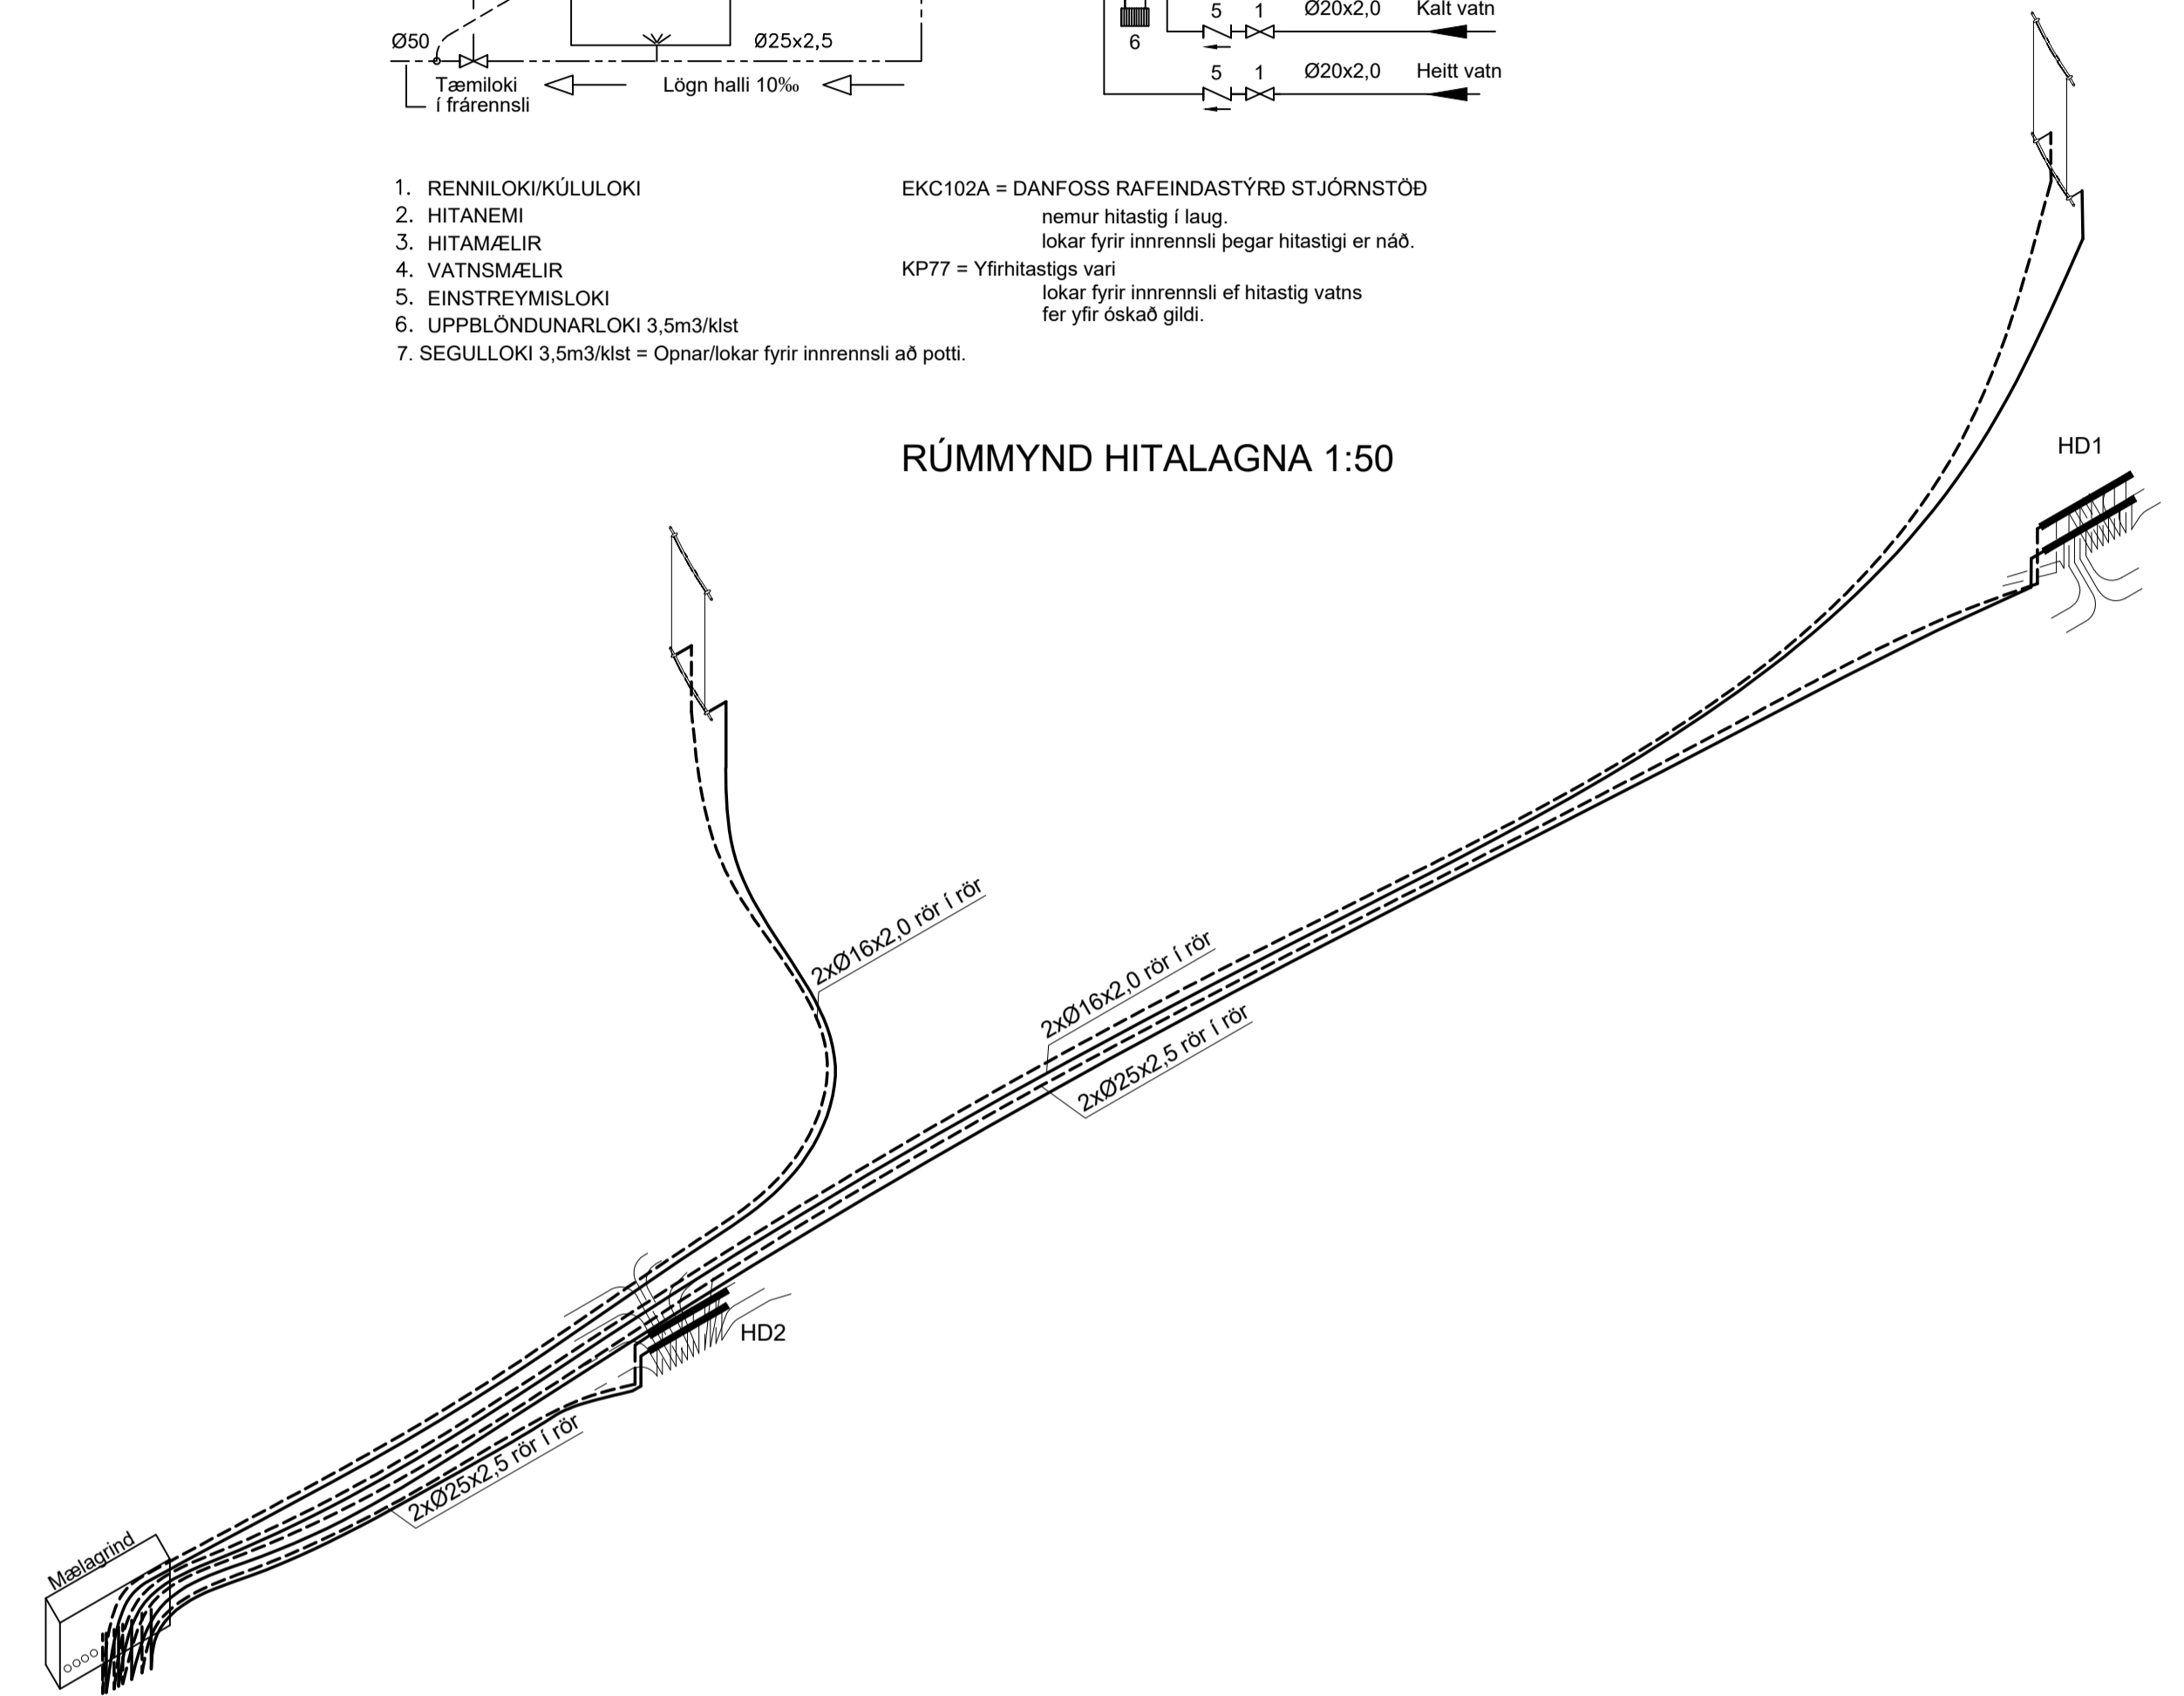 5 1 Ø20x2,0 Kalt vatn
6
Ø50
Ø25x2,5
5 1 Ø20x2,0 Heitt vatn
Tæmiloki
í frárennsli
Lögn halli 10‰
1. RENNILOKI/KÚLULOKI
2. HITANEMI
3. HITAMÆLIR
4. VATNSMÆLIR
5. EINSTREYMISLOKI
6. UPPBLÖNDUNARLOKI 3,5m3/klst
7. SEGULLOKI 3,5m3/klst = Opnar/lokar fyrir innrennsli að potti.
EKC102A = DANFOSS RAFEINDASTÝRÐ STJÓRNSTÖÐ
nemur hitastig í laug.
lokar fyrir innrennsli þegar hitastigi er náð.
KP77 = Yfirhitastigs vari
lokar fyrir innrennsli ef hitastig vatns
fer yfir óskað gildi.
RÚMMYND HITALAGNA 1:50
HD1
2xØ16x2,0 rör í rör
2xØ16x2,0 rör í rör
2xØ25x2,5 rör í rör
HD2
2xØ25x2,5 rör í rör
Mælagrind